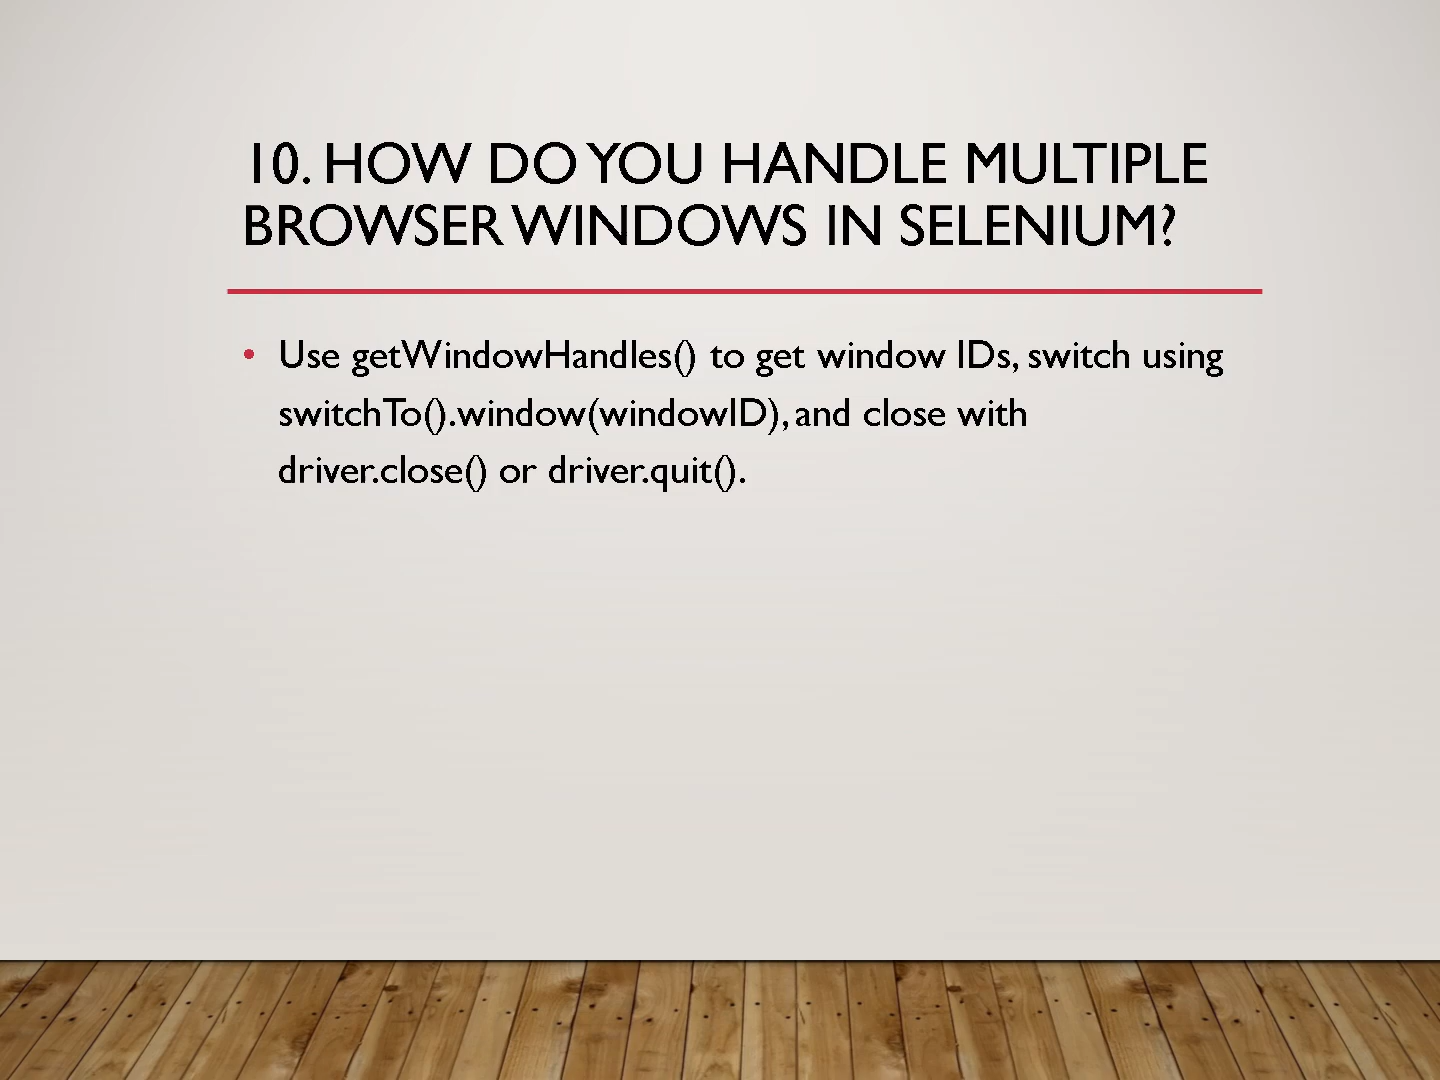 10. HOW DO YOU HANDLE MULTIPLE
BROWSER WINDOWS IN SELENIUM?
• Use getWindowHandles() to get window IDs, switch using
switchTo().window(windowID), and close with
driver.close() or driver.quit().